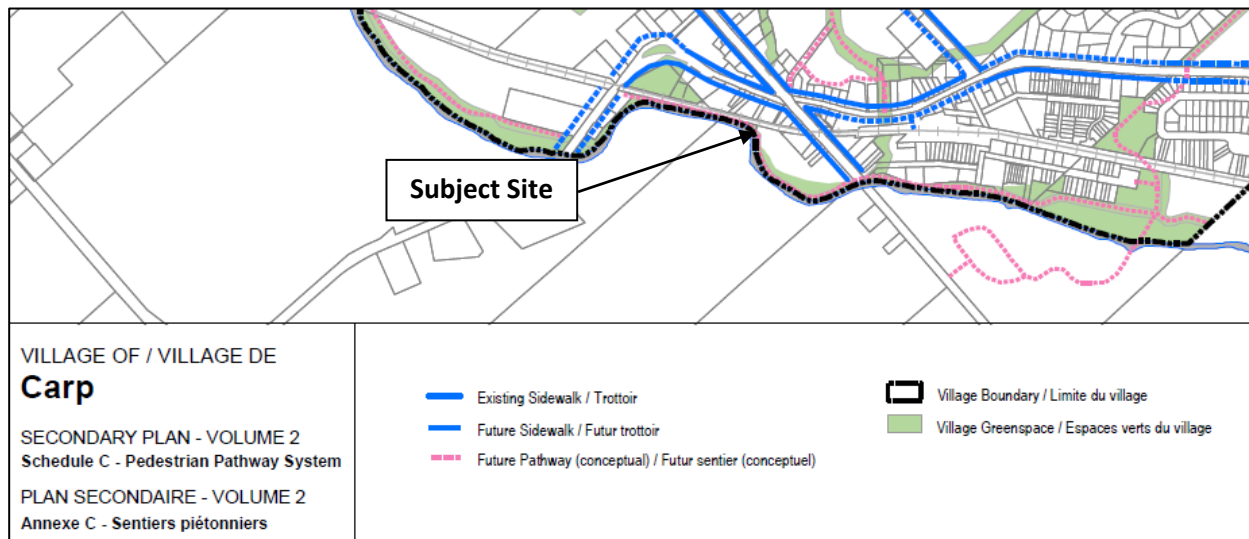 Subject Site
VILLAGE OF / VILLAGE DE
Carp
SECONDARY PLAN - VOLUME 2
Schedule C - Pedestrian Pathway System
PLAN SECONDAIRE - VOLUME 2
Annexe C - Sentiers piétonniers
Existing Sidewalk / Trottoir
Future Sidewalk / Futur trottoir
Future Pathway (conceptual) / Futur sentier (conceptuel)
Village Boundary / Limite du village
Village Greenspace / Espaces verts du village